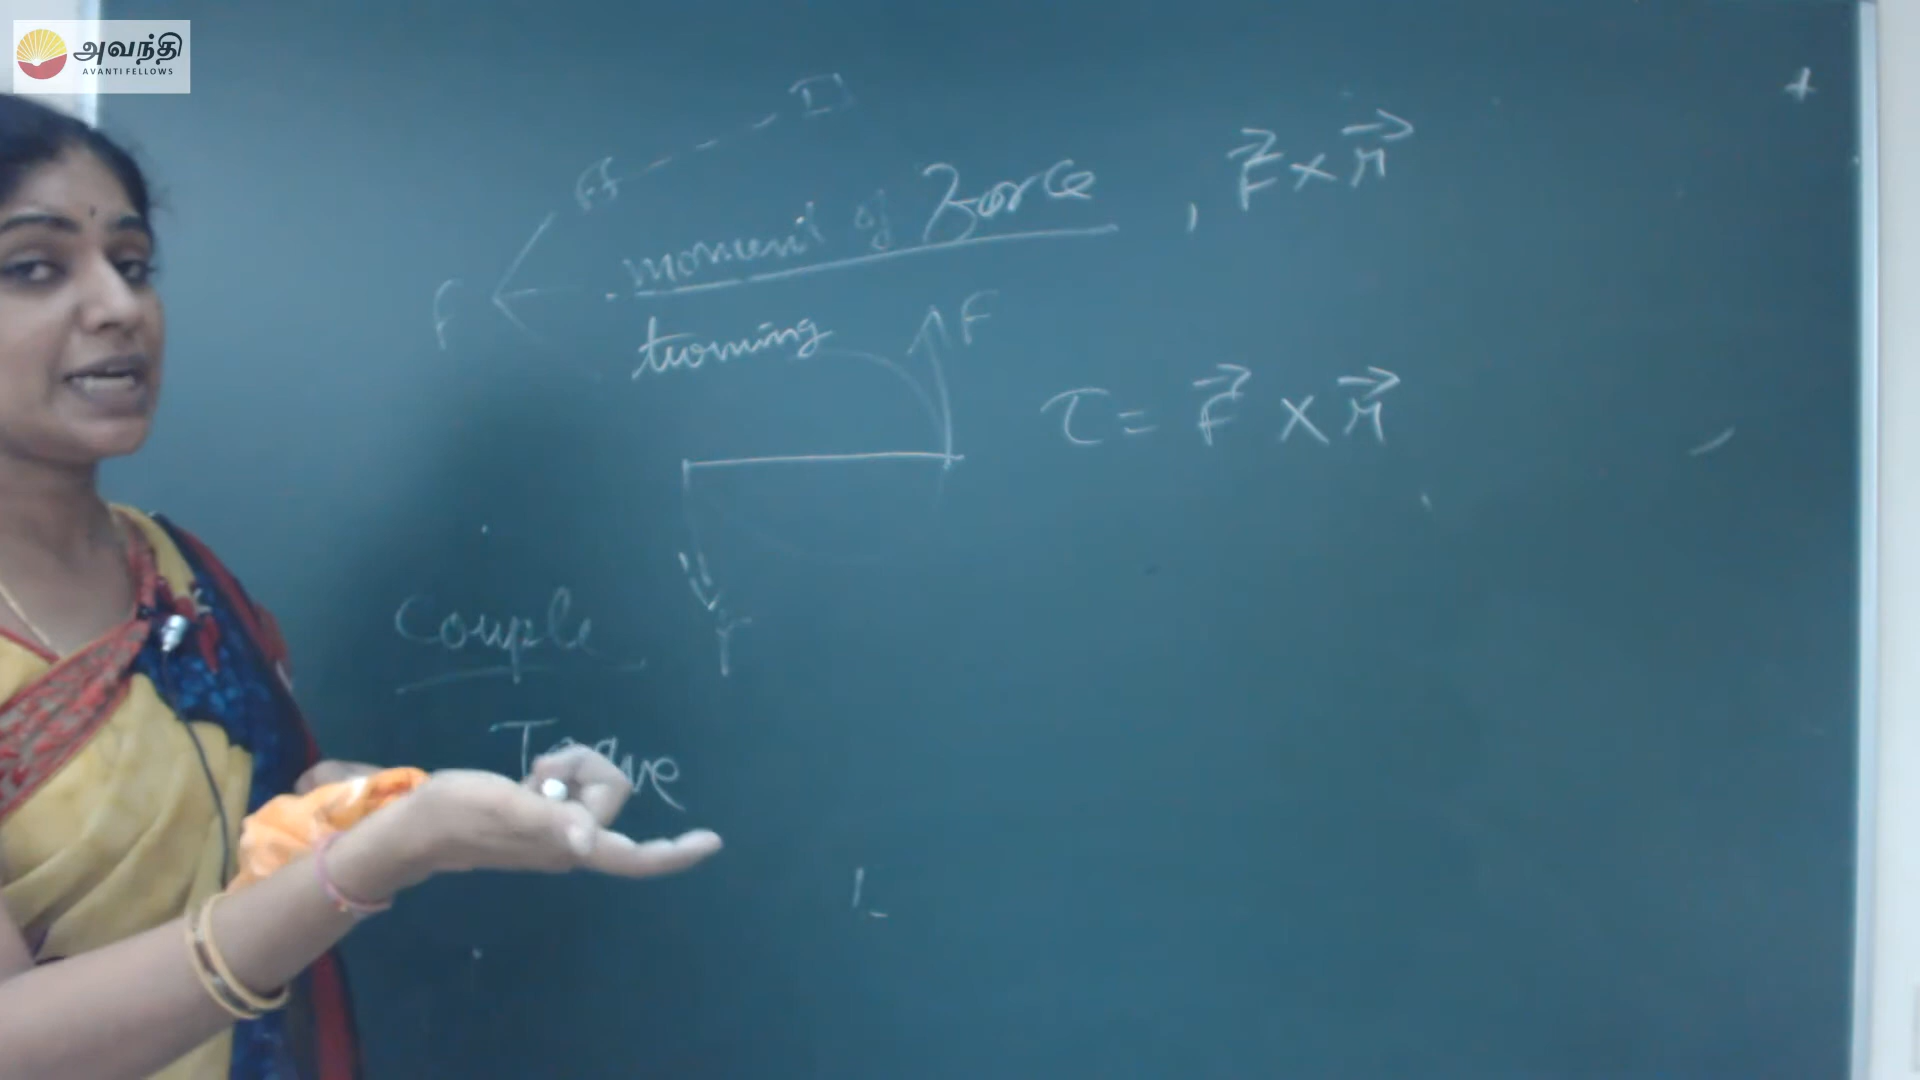 அவந்தி
AVANTI FELLOWS
moment of Force , F⃗ × r⃗
F
turning
F
τ = F⃗ × r⃗
F
Couple